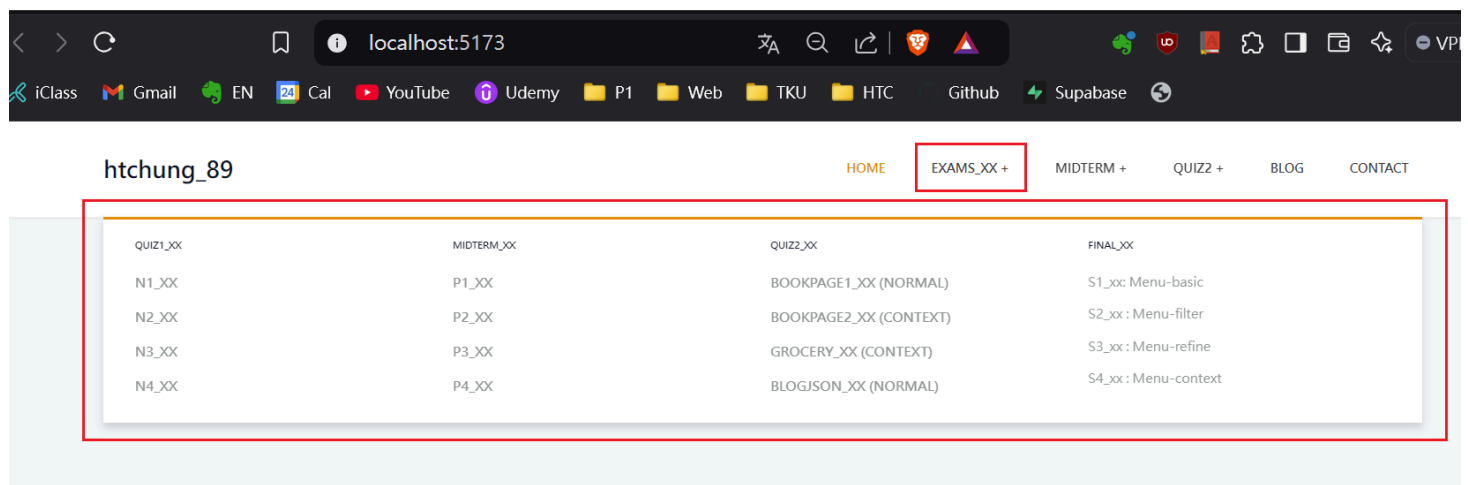 localhost:5173
VPI
iClass Gmail EN 24 Cal YouTube Udemy P1 Web TKU HTC Github Supabase
htchung_89 HOME EXAMS_XX + MIDTERM + QUIZ2 + BLOG CONTACT
QUIZ1_XX MIDTERM_XX QUIZ2_XX FINAL_XX
N1_XX P1_XX BOOKPAGE1_XX (NORMAL) S1_xx: Menu-basic
N2_XX P2_XX BOOKPAGE2_XX (CONTEXT) S2_xx : Menu-filter
N3_XX P3_XX GROCERY_XX (CONTEXT) S3_xx : Menu-refine
N4_XX P4_XX BLOGJSON_XX (NORMAL) S4_xx : Menu-context